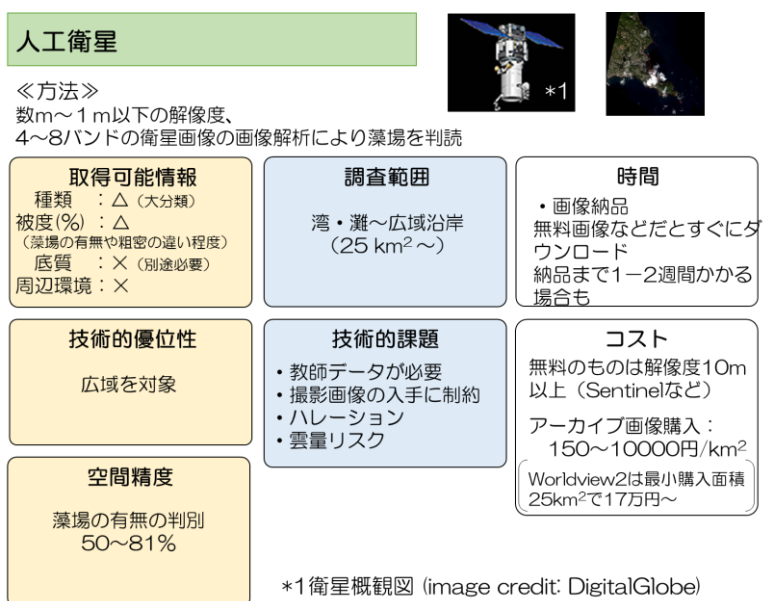 人工衛星
*1
≪方法≫
数m～1m以下の解像度、
4～8バンドの衛星画像の画像解析により藻場を判読
取得可能情報
種類　：△（大分類）
被度(%)：△
（藻場の有無や粗密の違い程度）
底質　：×（別途必要）
周辺環境：×
調査範囲
湾・灘～広域沿岸
（25 km²～）
時間
・画像納品
無料画像などだとすぐにダ
ウンロード
納品まで1－2週間かかる
場合も
技術的優位性
広域を対象
技術的課題
・教師データが必要
・撮影画像の入手に制約
・ハレーション
・雲量リスク
コスト
無料のものは解像度10m
以上（Sentinelなど）
アーカイブ画像購入：
150～10000円/km²
Worldview2は最小購入面積
25km²で17万円～
空間精度
藻場の有無の判別
50～81%
*1衛星概観図 (image credit: DigitalGlobe)